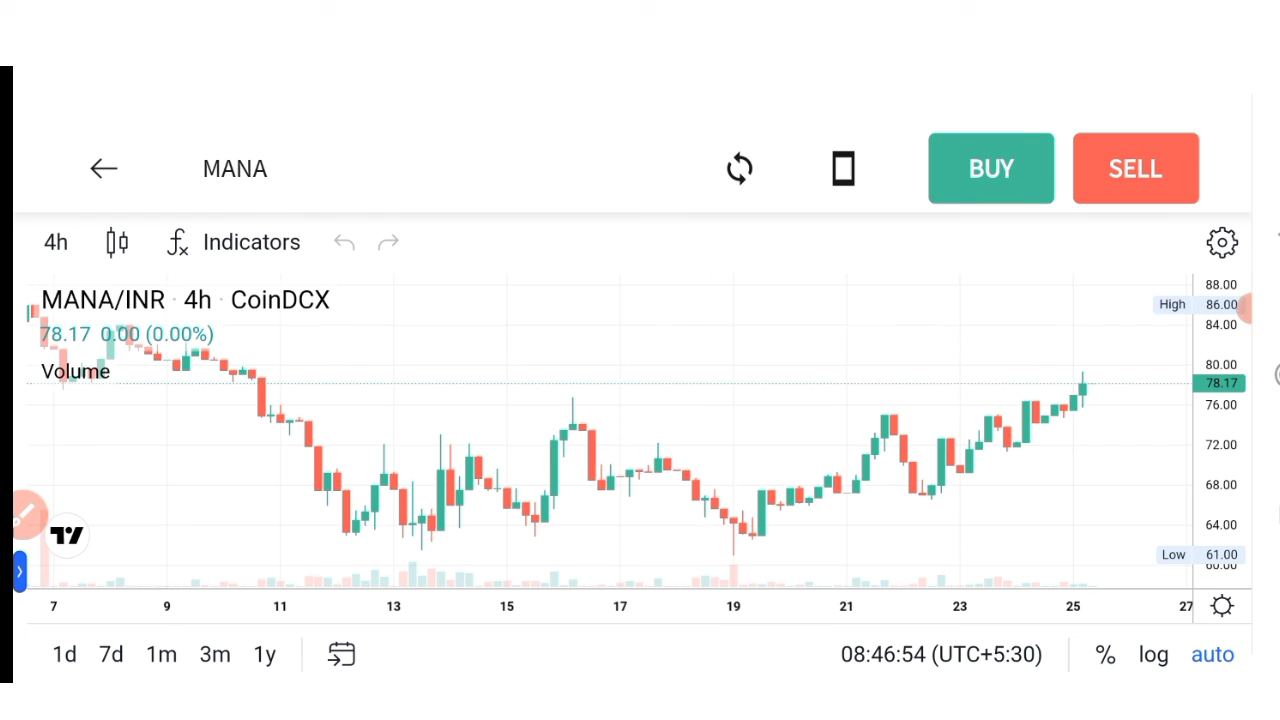 MANA
BUY
SELL
4h
Indicators
MANA/INR · 4h · CoinDCX
78.17 0.00 (0.00%)
Volume
88.00
High 86.00
84.00
80.00
78.17
76.00
72.00
68.00
64.00
Low 61.00
60.00
7 9 11 13 15 17 19 21 23 25 27
1d 7d 1m 3m 1y
08:46:54 (UTC+5:30)
% log auto